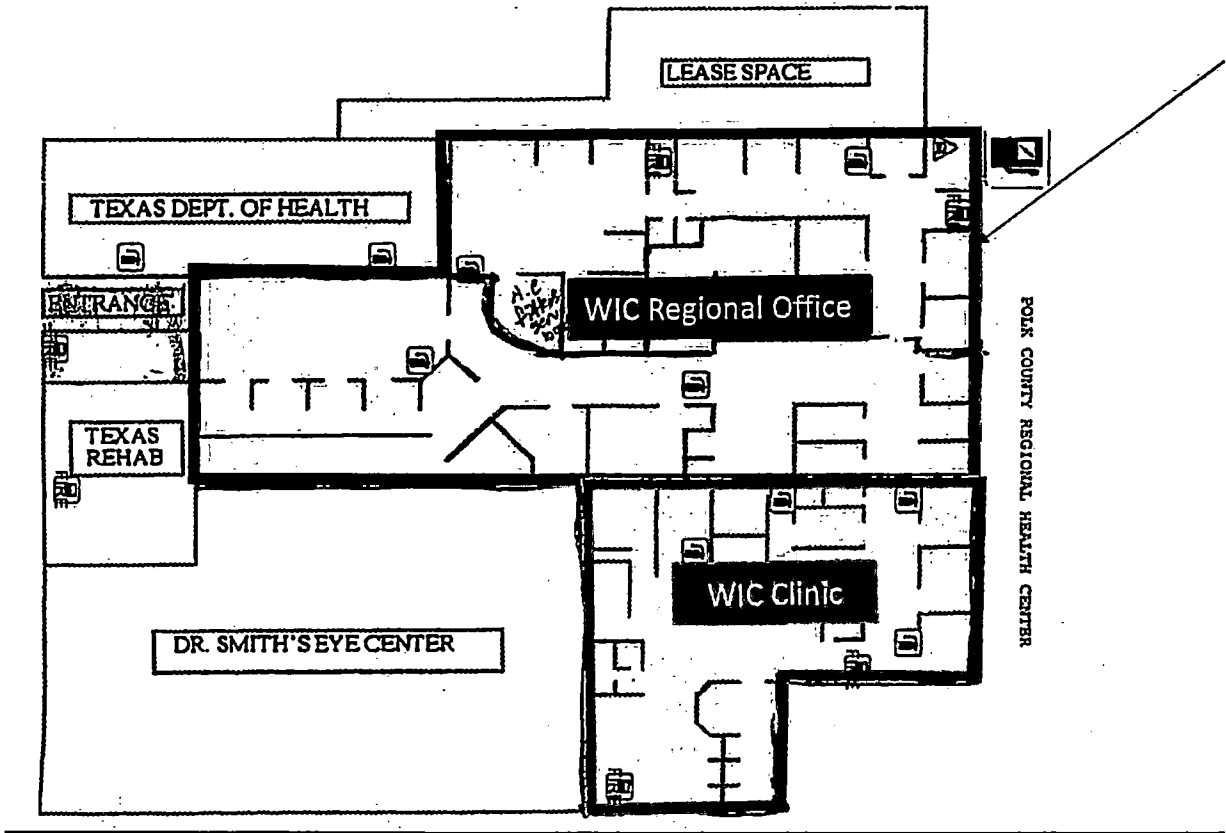 LEASE SPACE
TEXAS DEPT. OF HEALTH
ENTRANCE
WIC Regional Office
TEXAS
REHAB
WIC Clinic
DR. SMITH'S EYE CENTER
POLK COUNTY REGIONAL HEALTH CENTER